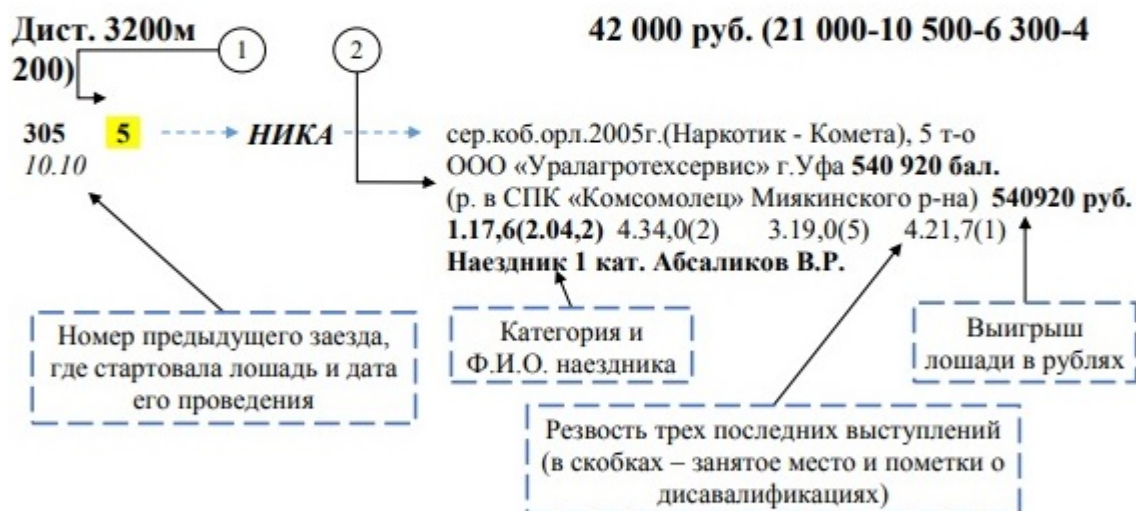 Дист. 3200м 42 000 руб. (21 000-10 500-6 300-4
200)
1
2
305 5 НИКА сер.коб.орл.2005г.(Наркотик - Комета), 5 т-о
10.10 ООО «Уралагротехсервис» г.Уфа 540 920 бал.
(р. в СПК «Комсомолец» Миякинского р-на) 540920 руб.
1.17,6(2.04,2) 4.34,0(2) 3.19,0(5) 4.21,7(1)
Наездник 1 кат. Абсаликов В.Р.
Номер предыдущего заезда,
где стартовала лошадь и дата
его проведения
Категория и
Ф.И.О. наездника
Выигрыш
лошади в рублях
Резвость трех последних выступлений
(в скобках – занятое место и пометки о
дисавалификациях)